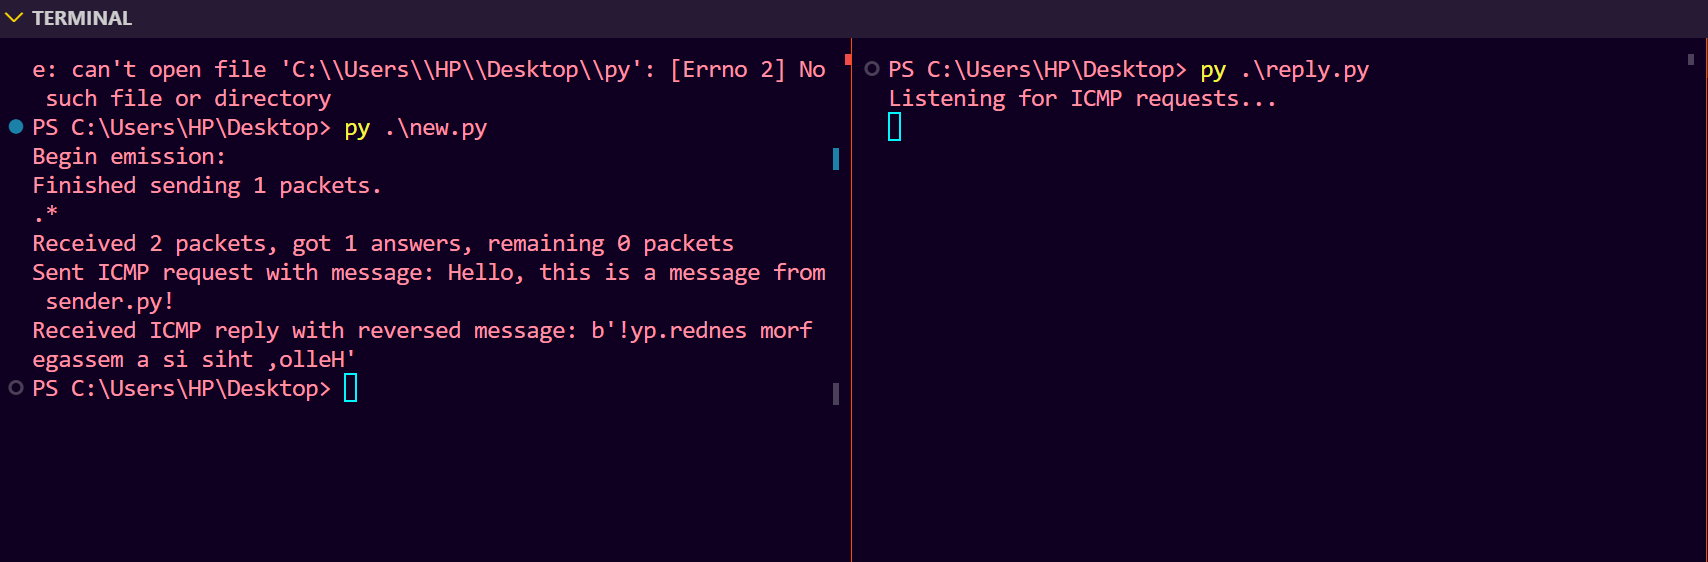 TERMINAL
e: can't open file 'C:\\Users\\HP\\Desktop\\py': [Errno 2] No
such file or directory
PS C:\Users\HP\Desktop> py .\new.py
Begin emission:
Finished sending 1 packets.
.*
Received 2 packets, got 1 answers, remaining 0 packets
Sent ICMP request with message: Hello, this is a message from
sender.py!
Received ICMP reply with reversed message: b'!yp.rednes morf
egassem a si siht ,olleH'
PS C:\Users\HP\Desktop>
PS C:\Users\HP\Desktop> py .\reply.py
Listening for ICMP requests...